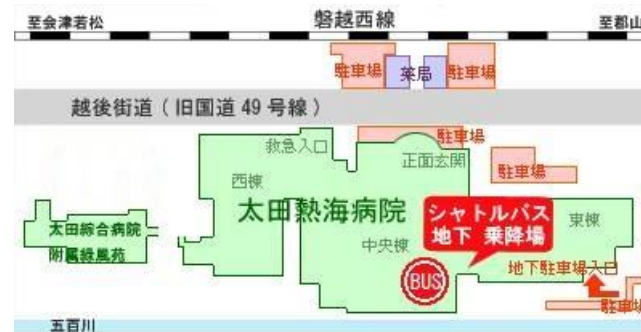 至会津若松
磐越西線
至郡山
駐車場
薬局
駐車場
越後街道(旧国道49号線)
駐車場
救急入口
正面玄関
駐車場
西棟
太田熱海病院
シャトルバス
地下 乗降場
東棟
太田綜合病院
附属緑風苑
中央棟
BUS
地下駐車場入口
駐車場
五百川